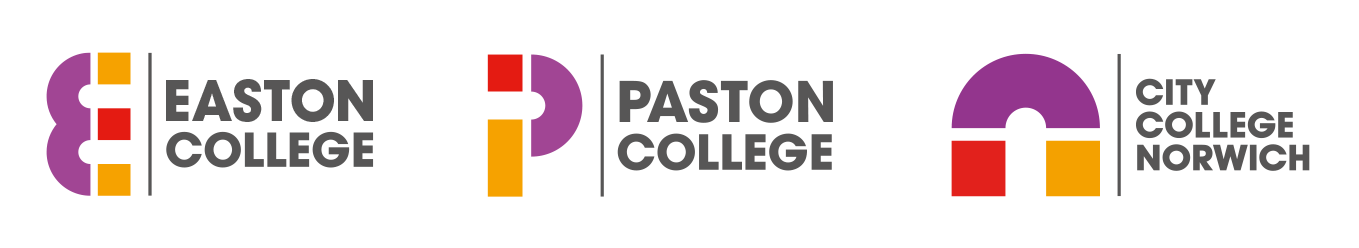 EASTON
COLLEGE
PASTON
COLLEGE
CITY
COLLEGE
NORWICH